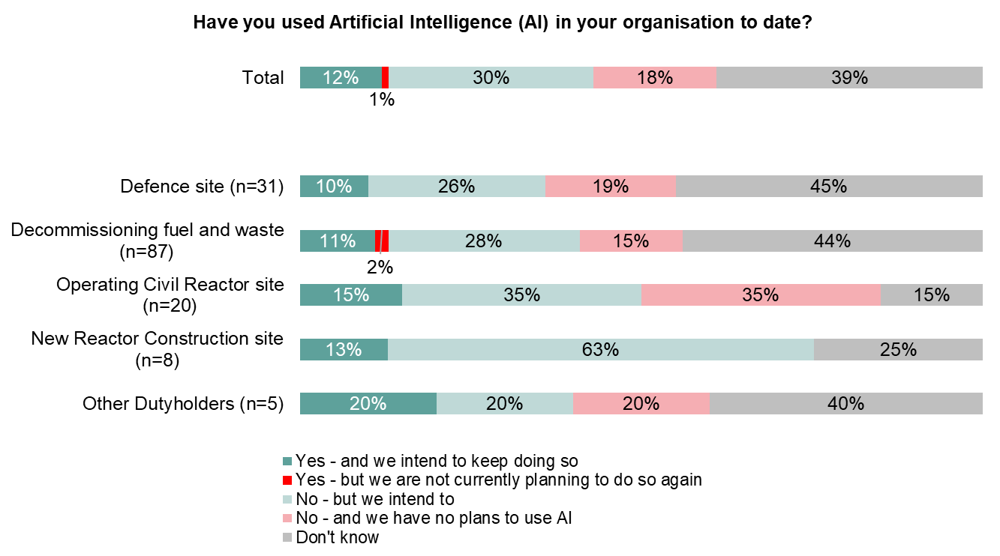 Have you used Artificial Intelligence (AI) in your organisation to date?
Total
12%
30%
18%
39%
1%
Defence site (n=31)
10%
26%
19%
45%
Decommissioning fuel and waste
(n=87)
11%
28%
15%
44%
2%
Operating Civil Reactor site
(n=20)
15%
35%
35%
15%
New Reactor Construction site
(n=8)
13%
63%
25%
Other Dutyholders (n=5)
20%
20%
20%
40%
Yes - and we intend to keep doing so
Yes - but we are not currently planning to do so again
No - but we intend to
No - and we have no plans to use AI
Don't know